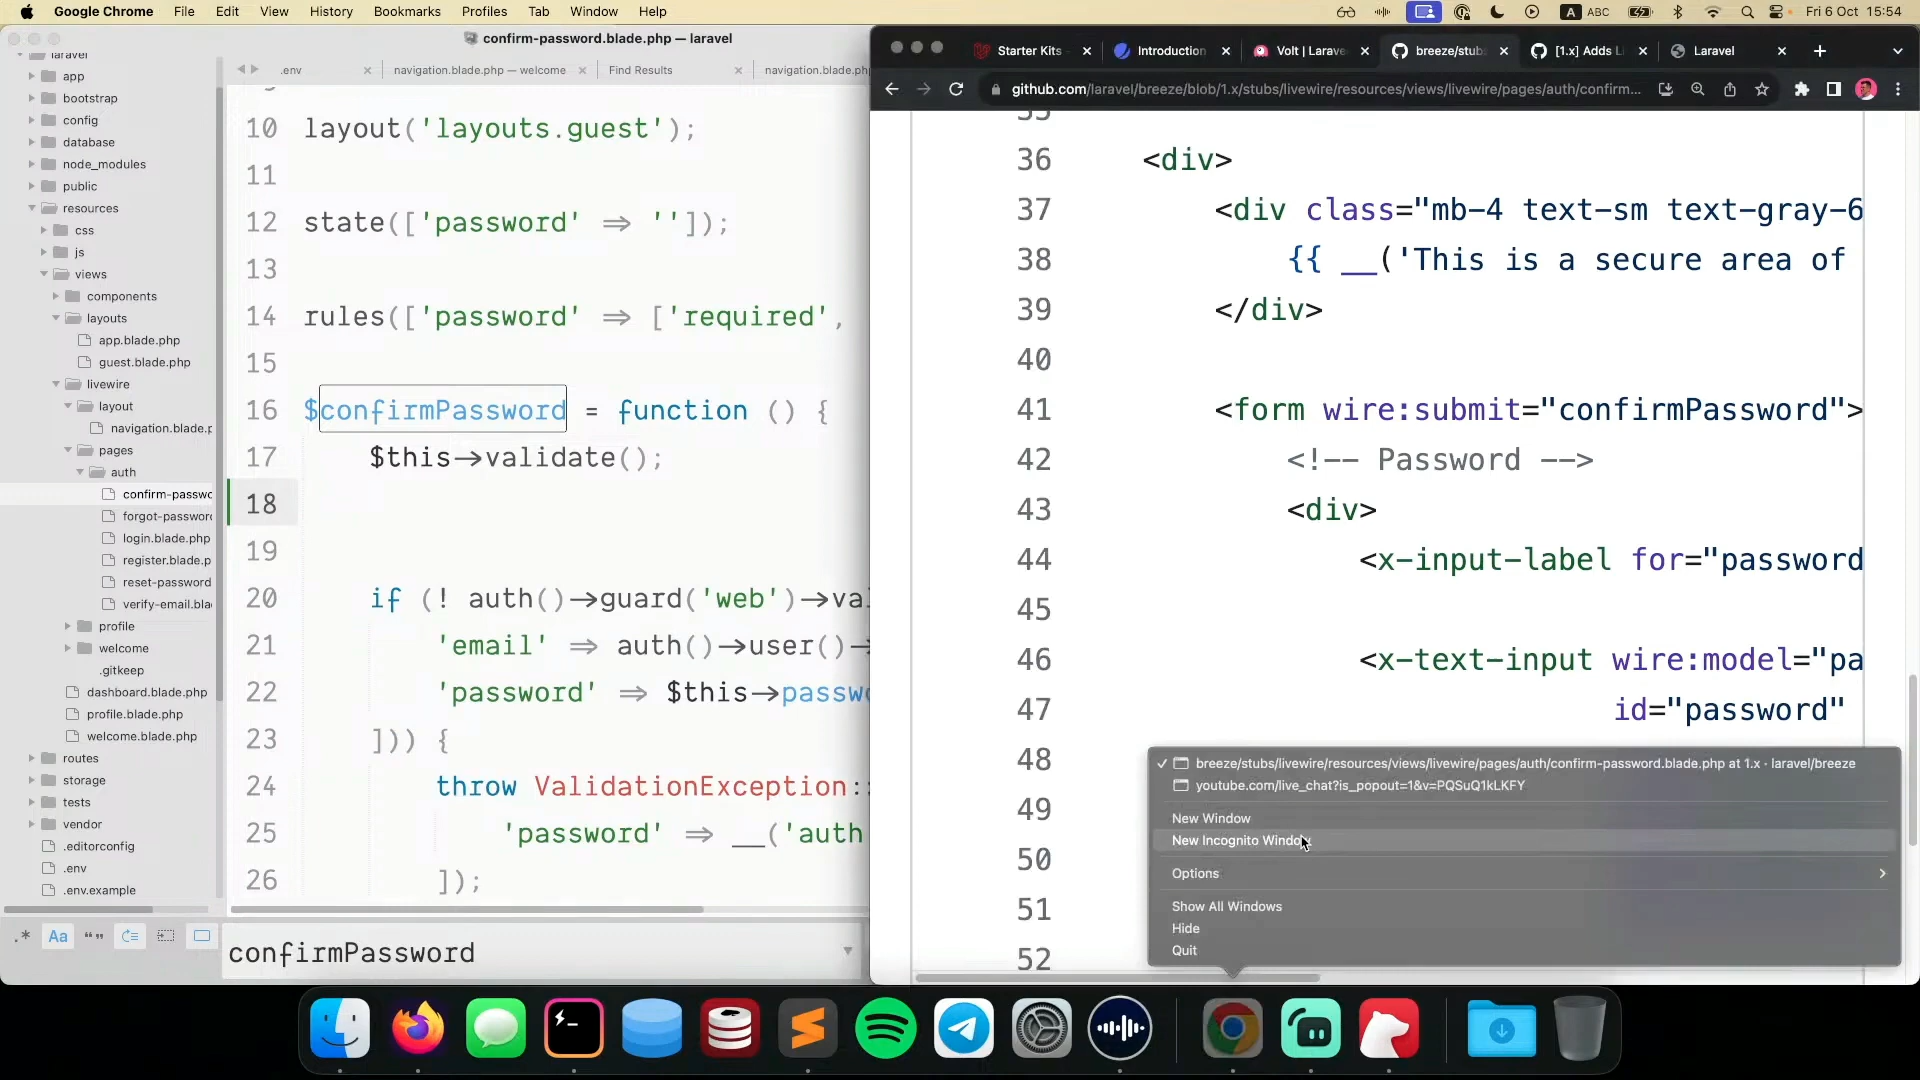 Google Chrome File Edit View History Bookmarks Profiles Tab Window Help
A ABC Fri 6 Oct 15:54
confirm-password.blade.php — laravel
laravel
app
bootstrap
config
database
node_modules
public
resources
css
js
views
components
layouts
app.blade.php
guest.blade.php
livewire
layout
navigation.blade.p
pages
auth
confirm-passwo
forgot-password
login.blade.php
register.blade.p
reset-password
verify-email.bla
profile
welcome
.gitkeep
dashboard.blade.php
profile.blade.php
welcome.blade.php
routes
storage
tests
vendor
.editorconfig
.env
.env.example
.env
navigation.blade.php — welcome
Find Results
navigation.blade.php
10 layout('layouts.guest');
11
12 state(['password' => '']);
13
14 rules(['password' => ['required',
15
16 $confirmPassword = function () {
17 $this->validate();
18
19
20 if (! auth()->guard('web')->val
21 'email' => auth()->user()->
22 'password' => $this->passwo
23 ])) {
24 throw ValidationException::
25 'password' => __('auth
26 ]);
.* Aa “”
confirmPassword
Starter Kits -
Introduction
Volt | Larave
breeze/stub
[1.x] Adds L
Laravel
github.com/laravel/breeze/blob/1.x/stubs/livewire/resources/views/livewire/pages/auth/confirm...
35
36 <div>
37 <div class="mb-4 text-sm text-gray-6
38 {{ __('This is a secure area of
39 </div>
40
41 <form wire:submit="confirmPassword">
42 <!-- Password -->
43 <div>
44 <x-input-label for="password
45
46 <x-text-input wire:model="pa
47 id="password"
48
49
50
51
52
✓ breeze/stubs/livewire/resources/views/livewire/pages/auth/confirm-password.blade.php at 1.x · laravel/breeze
youtube.com/live_chat?is_popout=1&v=PQSuQ1kLKFY
New Window
New Incognito Window
Options
Show All Windows
Hide
Quit